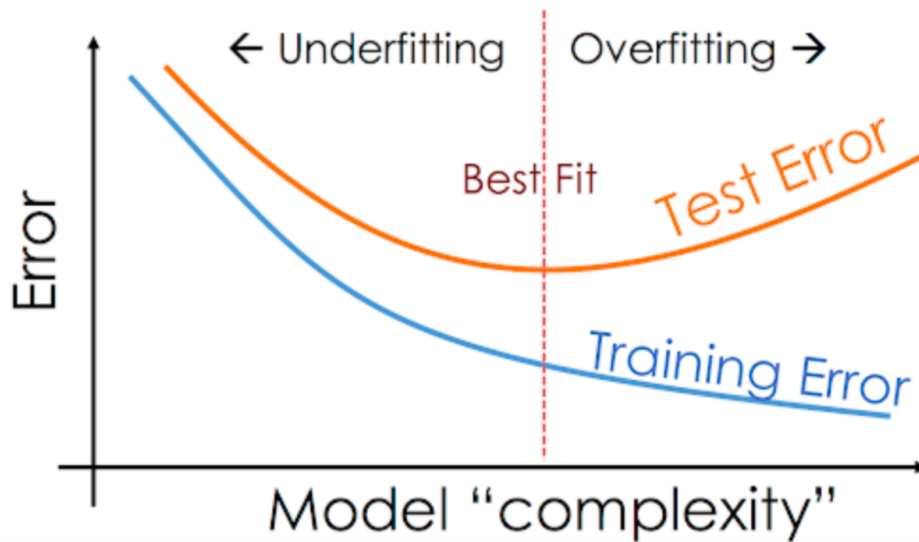 ← Underfitting
Overfitting →
Best Fit
Test Error
Training Error
Error
Model “complexity”